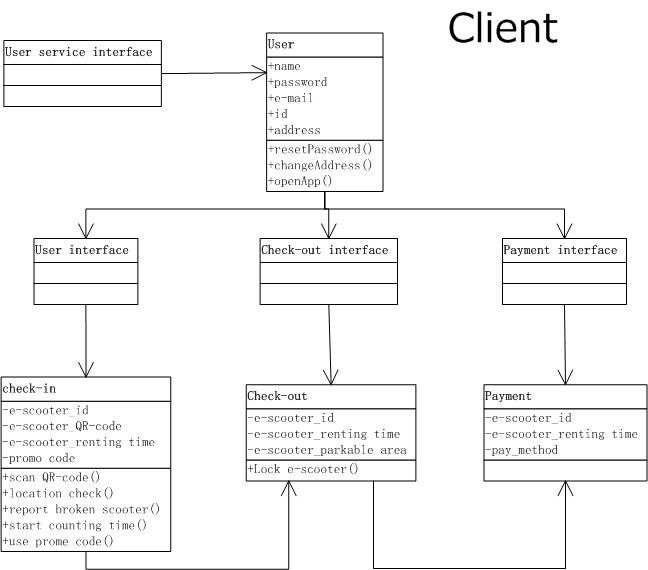 Client
User service interface
User
+name
+password
+e-mail
+id
+address
+resetPassword()
+changeAddress()
+openApp()
User interface
Check-out interface
Payment interface
check-in
-e-scooter_id
-e-scooter_QR-code
-e-scooter_renting time
-promo code
+scan QR-code()
+location check()
+report broken scooter()
+start counting time()
+use prome code()
Check-out
-e-scooter_id
-e-scooter_renting time
-e-scooter_parkable area
+Lock e-scooter()
Payment
-e-scooter_id
-e-scooter_renting time
-pay_method